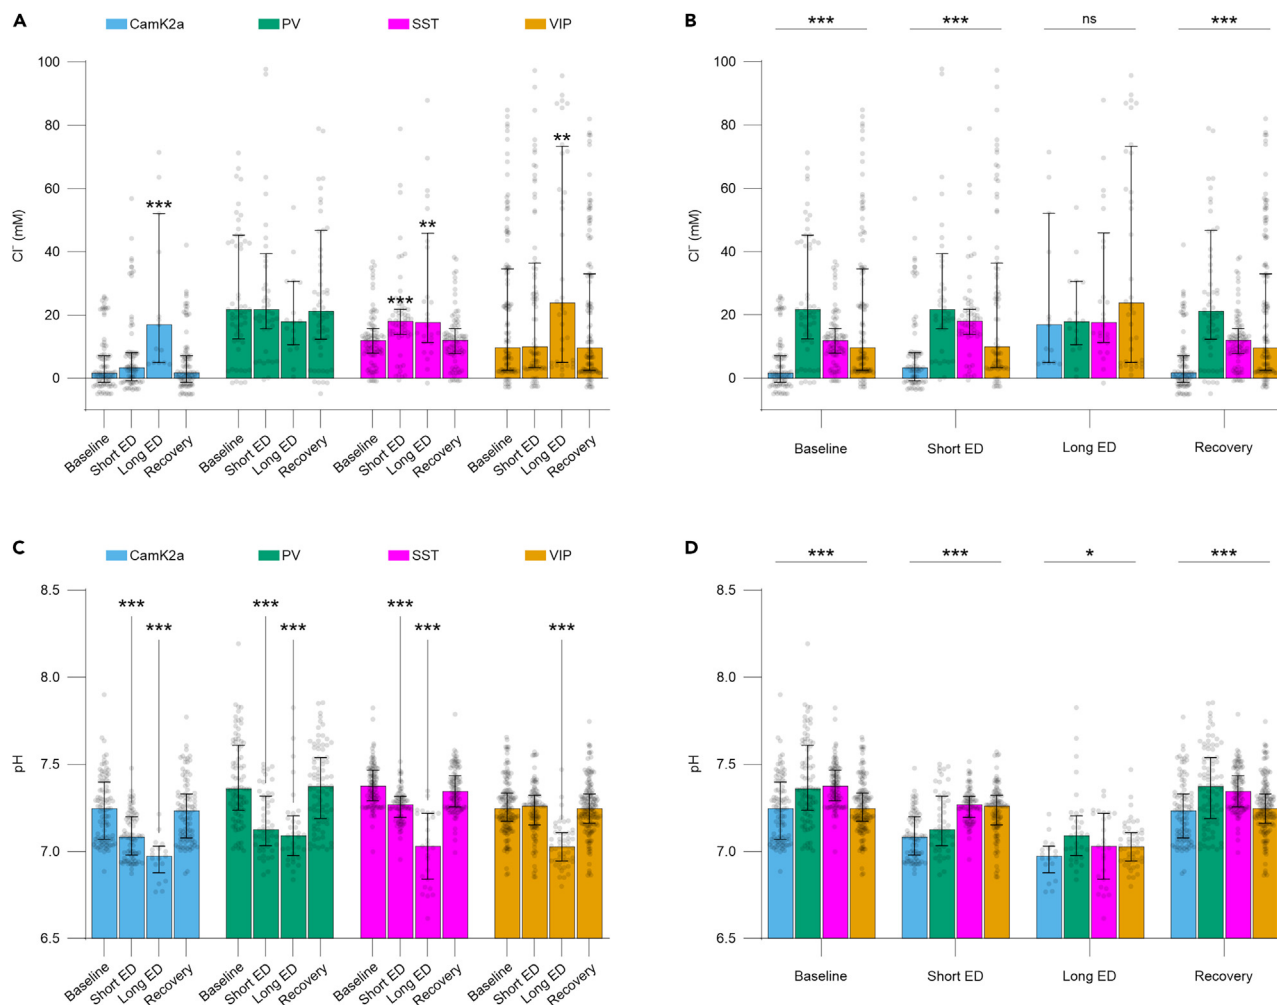 A CamK2a PV SST VIP
*** ** **
***
Cl⁻ (mM)
100
80
60
40
20
0
Baseline Short ED Long ED Recovery Baseline Short ED Long ED Recovery Baseline Short ED Long ED Recovery Baseline Short ED Long ED Recovery
B
*** *** ns ***
Cl⁻ (mM)
100
80
60
40
20
0
Baseline Short ED Long ED Recovery
C CamK2a PV SST VIP
*** *** ***
*** *** *** ***
pH
8.5
8.0
7.5
7.0
6.5
Baseline Short ED Long ED Recovery Baseline Short ED Long ED Recovery Baseline Short ED Long ED Recovery Baseline Short ED Long ED Recovery
D
*** *** * ***
pH
8.5
8.0
7.5
7.0
6.5
Baseline Short ED Long ED Recovery